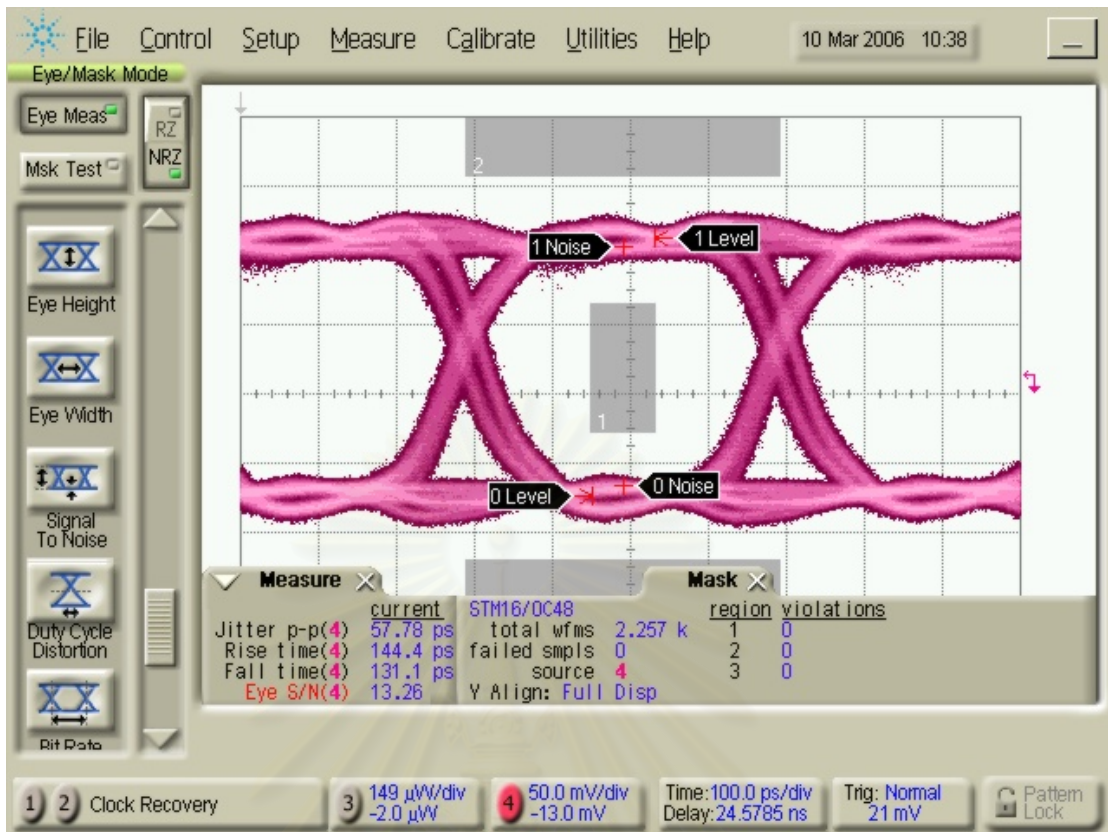 File Control Setup Measure Calibrate Utilities Help 10 Mar 2006 10:38
Eye/Mask Mode
Eye Meas
RZ
NRZ
Msk Test
Eye Height
Eye Width
Signal
To Noise
Duty Cycle
Distortion
Bit Rate
2
1 Noise
1 Level
1
0 Level
0 Noise
Measure
current
Jitter p-p(4) 57.78 ps
Rise time(4) 144.4 ps
Fall time(4) 131.1 ps
Eye S/N(4) 13.26
Mask
STM16/OC48 region violations
total wfms 2.257 k 1 0
failed smpls 0 2 0
source 4 3 0
Y Align: Full Disp
1 2 Clock Recovery
3 149 µW/div
-2.0 µW
4 50.0 mV/div
-13.0 mV
Time:100.0 ps/div
Delay:24.5785 ns
Trig: Normal
21 mV
Pattern
Lock